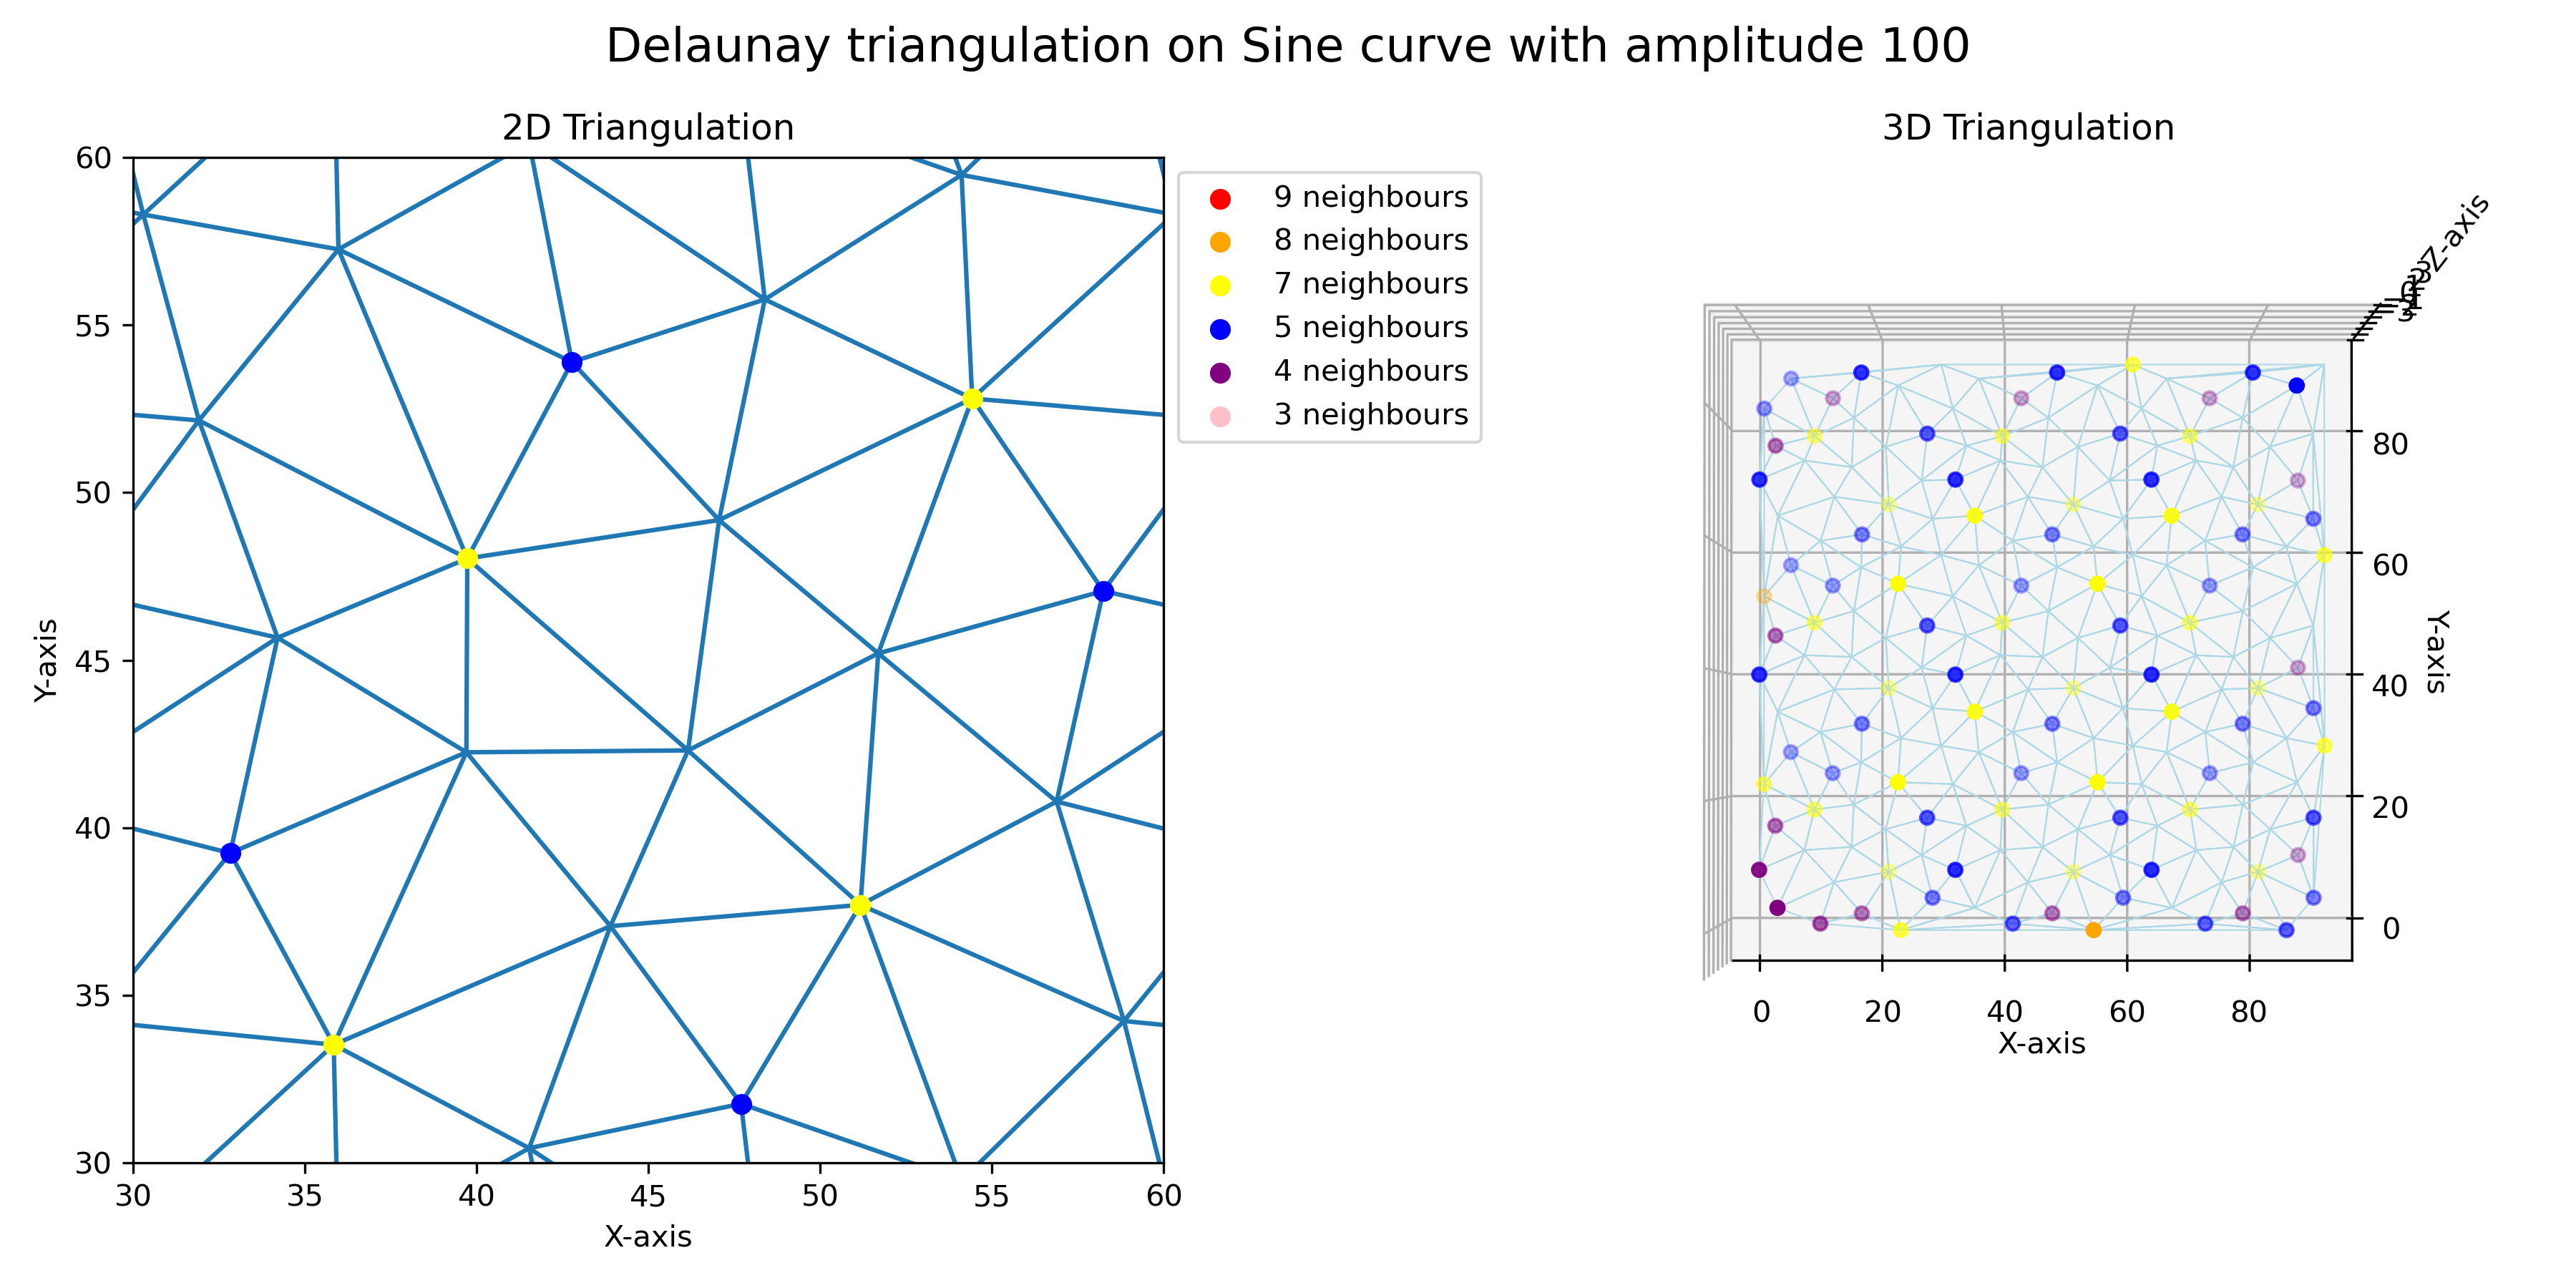 Delaunay triangulation on Sine curve with amplitude 100
2D Triangulation
60
55
50
45
40
35
30
Y-axis
30 35 40 45 50 55 60
X-axis
9 neighbours
8 neighbours
7 neighbours
5 neighbours
4 neighbours
3 neighbours
3D Triangulation
Z-axis
80
60
40
20
0
Y-axis
0 20 40 60 80
X-axis